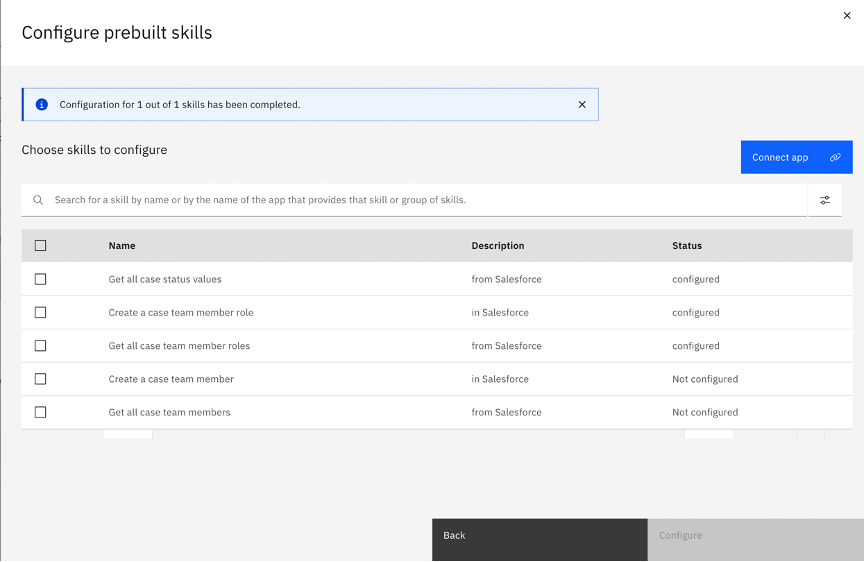 Configure prebuilt skills
Configuration for 1 out of 1 skills has been completed.
Choose skills to configure
Connect app
Search for a skill by name or by the name of the app that provides that skill or group of skills.
Name Description Status
Get all case status values from Salesforce configured
Create a case team member role in Salesforce configured
Get all case team member roles from Salesforce configured
Create a case team member in Salesforce Not configured
Get all case team members from Salesforce Not configured
Back Configure